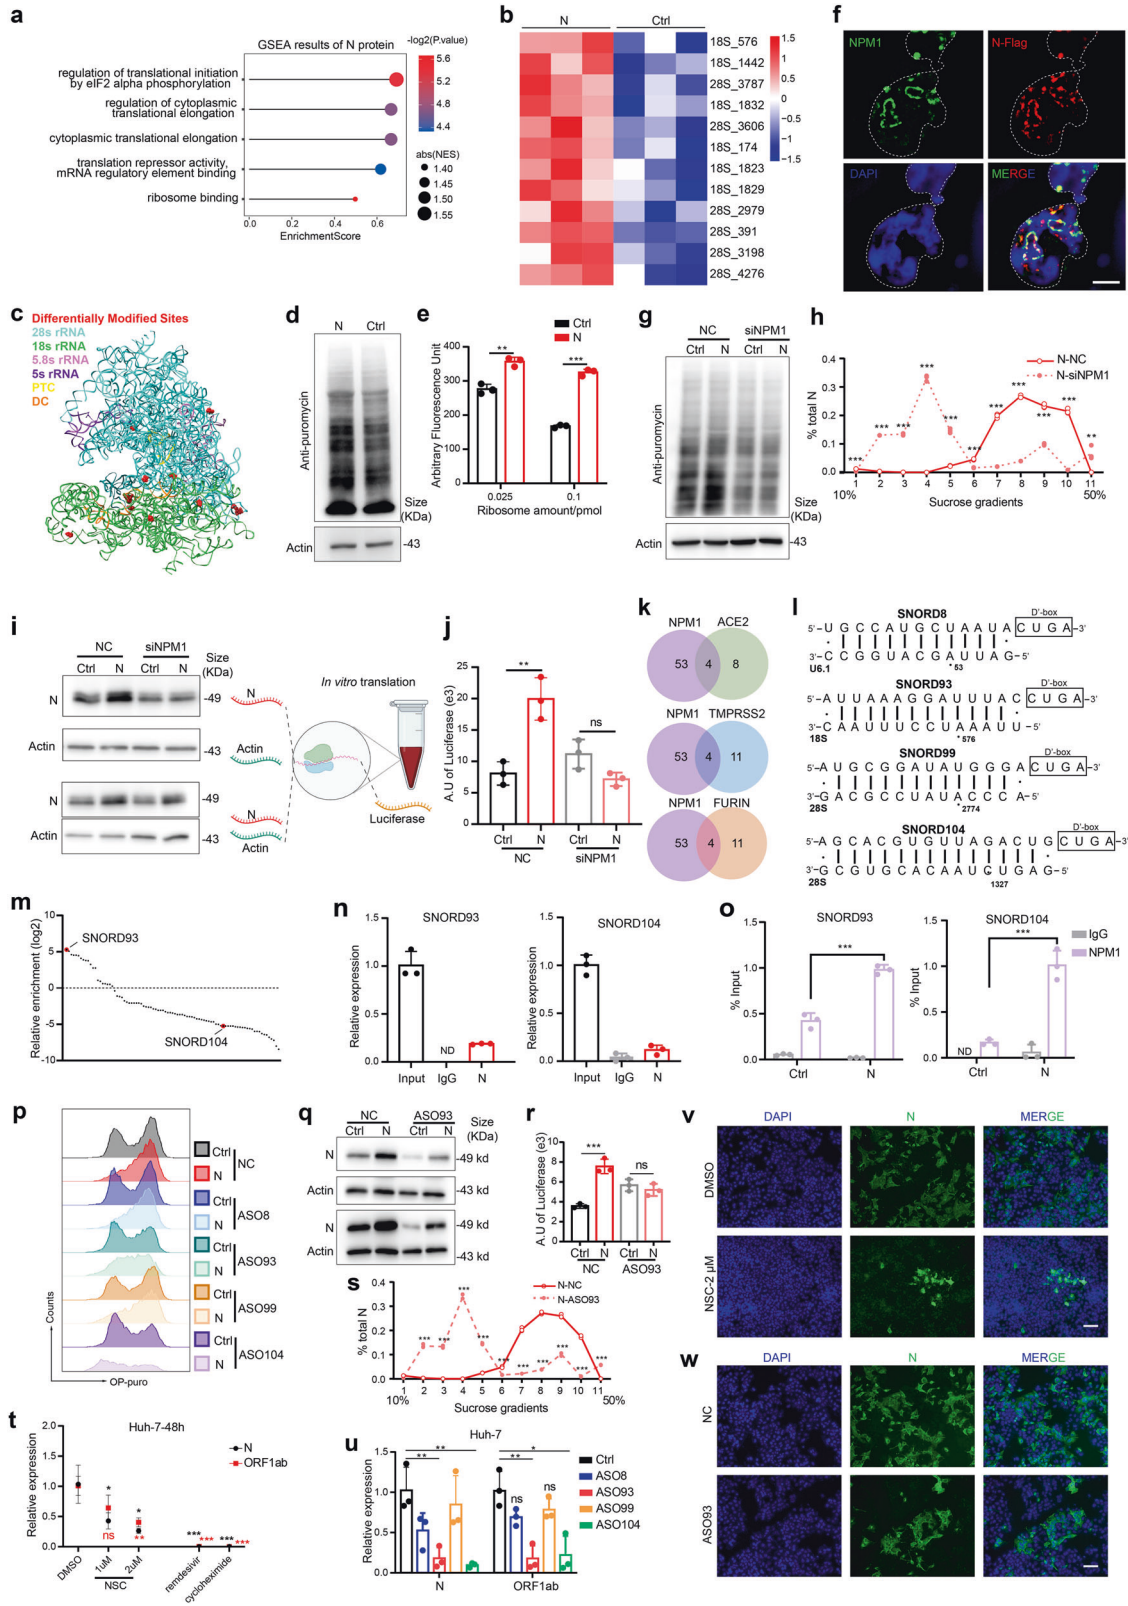 a
GSEA results of N protein
regulation of translational initiation
by eIF2 alpha phosphorylation
regulation of cytoplasmic
translational elongation
cytoplasmic translational elongation
translation repressor activity,
mRNA regulatory element binding
ribosome binding
0.0 0.2 0.4 0.6
EnrichmentScore
-log2(P.value)
5.6
4.8
4.4
abs(NES)
1.40
1.45
1.50
1.55
b
N Ctrl
18S_576
18S_1442
28S_3787
18S_1832
28S_3606
18S_174
18S_1823
18S_1829
28S_2979
28S_391
28S_3198
28S_4276
1.5
1
0.5
0
-0.5
-1
-1.5
f
NPM1
N-Flag
DAPI
MERGE
c
Differentially Modified Sites
28s rRNA
18s rRNA
5.8s rRNA
5s rRNA
PTC
DC
d
N Ctrl
Anti-puromycin
Size
(KDa)
Actin
-43
e
Ctrl
N
Arbitrary Fluorescence Unit
400
300
200
100
0
**
***
0.025 0.1
Ribosome amount/pmol
g
NC siNPM1
Ctrl N Ctrl N
Anti-puromycin
Size
(KDa)
Actin
-43
h
N-NC
N-siNPM1
% total N
0.4
0.3
0.2
0.1
0.0
*** *** *** *** *** *** *** *** *** *** **
1 2 3 4 5 6 7 8 9 10 11
10% 50%
Sucrose gradients
i
NC siNPM1
Ctrl N Ctrl N
Size
(KDa)
N
-49
Actin
-43
N
-49
Actin
-43
N
Actin
N
Actin
In vitro translation
Luciferase
j
A.U of Luciferase (e3)
25
20
15
10
5
0
**
ns
Ctrl N Ctrl N
NC siNPM1
k
NPM1 ACE2
53 4 8
NPM1 TMPRSS2
53 4 11
NPM1 FURIN
53 4 11
l
SNORD8
D'-box
5'- U G C C A U G C U A A U A C U G A -3'
3'- C C G G U A C G A U U A G -5'
U6.1
* 53
SNORD93
D'-box
5'- A U U A A A G G A U U U A C C U G A -3'
3'- C A A U U U C C U A A A U U -5'
18S
* 576
SNORD99
D'-box
5'- A U G C G G A U A U G G G A C U G A -3'
3'- G A C G C C U A U A C C C A -5'
28S
* 2774
SNORD104
D'-box
5'- A G C A C G U G U U A G A C U G C U G A -3'
3'- G C G U G C A C A A U C U G A G -5'
28S
1327
m
Relative enrichment (log2)
10
5
0
-5
-10
SNORD93
SNORD104
n
SNORD93
Relative expression
1.5
1.0
0.5
0.0
ND
Input IgG N
SNORD104
Relative expression
1.5
1.0
0.5
0.0
Input IgG N
o
SNORD93
% Input
1.5
1.0
0.5
0.0
***
Ctrl N
SNORD104
% Input
1.5
1.0
0.5
0.0
***
ND
Ctrl N
IgG
NPM1
p
Counts
OP-puro
Ctrl
N
NC
Ctrl
N
ASO8
Ctrl
N
ASO93
Ctrl
N
ASO99
Ctrl
N
ASO104
q
NC ASO93
Ctrl N Ctrl N
Size
(KDa)
N
-49 kd
Actin
-43 kd
N
-49 kd
Actin
-43 kd
r
A.U of Luciferase (e3)
10
8
6
4
2
0
***
ns
Ctrl N Ctrl N
NC ASO93
s
N-NC
N-ASO93
% total N
0.4
0.3
0.2
0.1
0.0
*** *** *** *** *** *** *** *** *** ***
1 2 3 4 5 6 7 8 9 10 11
10% 50%
Sucrose gradients
t
Huh-7-48h
Relative expression
2.0
1.5
1.0
0.5
0.0
N
ORF1ab
* ns
* **
*** ***
*** ***
DMSO 1uM 2uM remdesivir cycloheximide
NSC
u
Huh-7
Relative expression
1.5
1.0
0.5
0.0
**
**
*
**
ns
ns
Ctrl
ASO8
ASO93
ASO99
ASO104
N ORF1ab
v
DAPI N MERGE
DMSO
NSC-2 μM
w
DAPI N MERGE
NC
ASO93